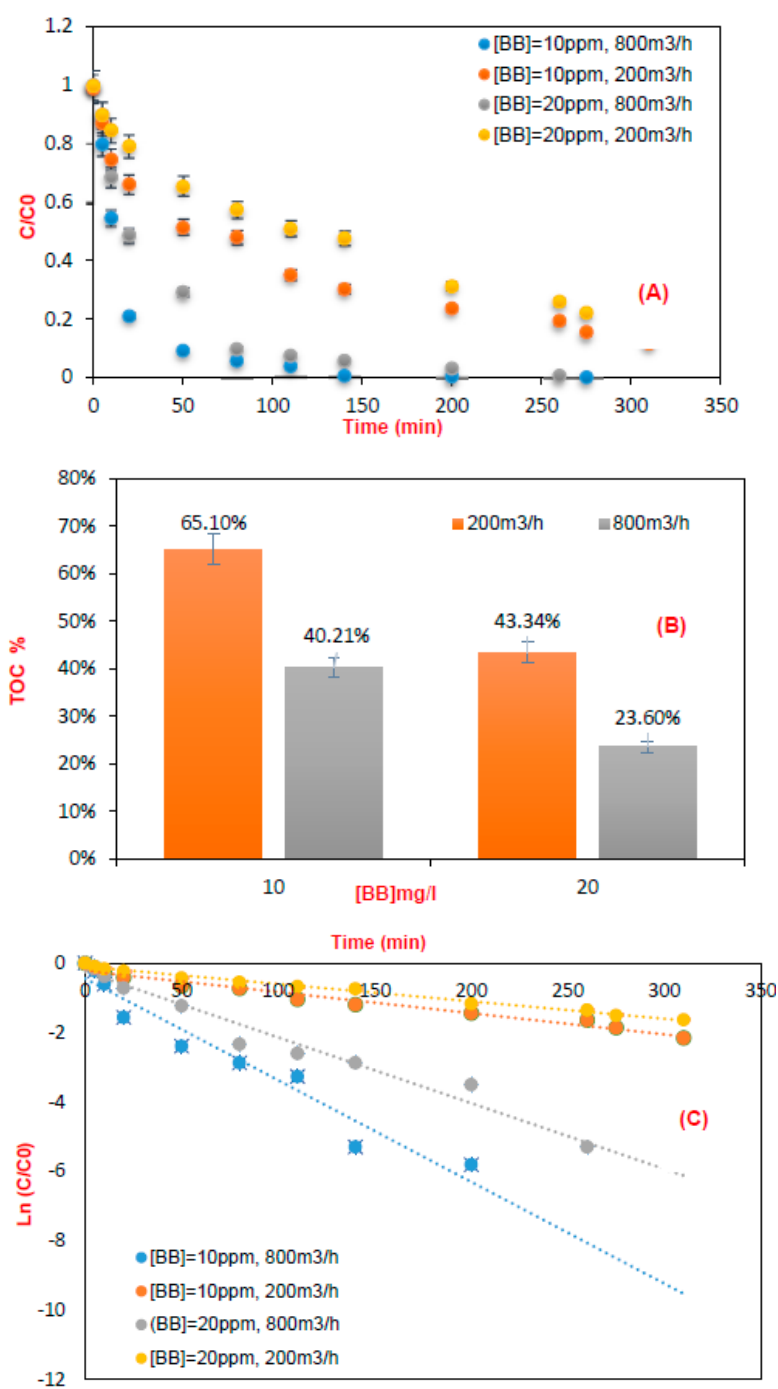 1.2
1
0.8
0.6
0.4
0.2
0
C/C0
[BB]=10ppm, 800m3/h
[BB]=10ppm, 200m3/h
[BB]=20ppm, 800m3/h
[BB]=20ppm, 200m3/h
(A)
0 50 100 150 200 250 300 350
Time (min)
80%
70%
60%
50%
40%
30%
20%
10%
0%
TOC %
200m3/h 800m3/h
65.10%
40.21%
43.34%
23.60%
(B)
10 20
[BB]mg/l
Time (min)
0 50 100 150 200 250 300 350
0
-2
-4
-6
-8
-10
-12
Ln (C/C0)
(C)
[BB]=10ppm, 800m3/h
[BB]=10ppm, 200m3/h
(BB]=20ppm, 800m3/h
[BB]=20ppm, 200m3/h